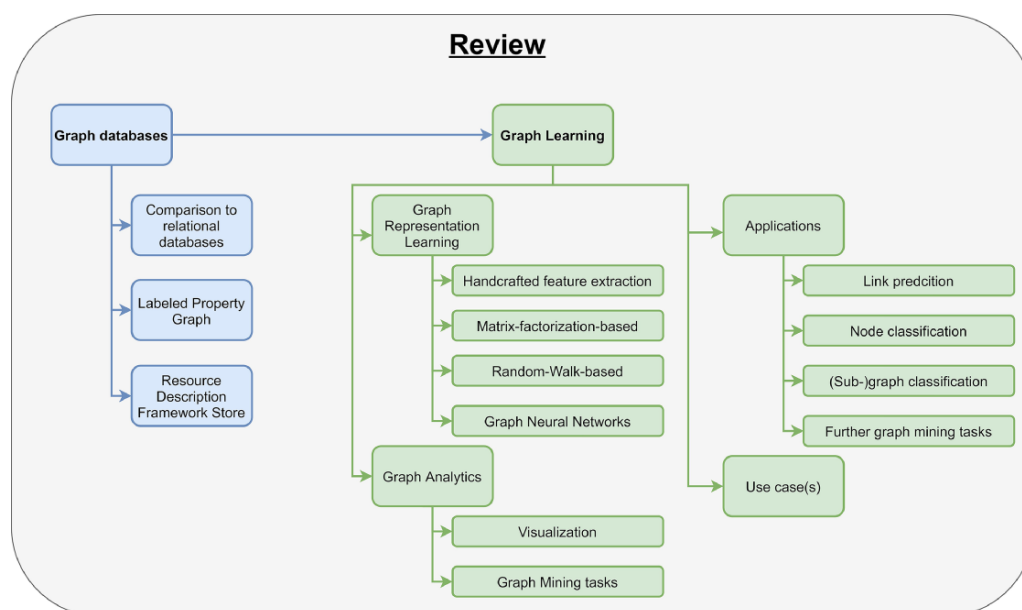 Review
Graph databases
Graph Learning
Comparison to
relational
databases
Labeled Property
Graph
Resource
Description
Framework Store
Graph
Representation
Learning
Handcrafted feature extraction
Matrix-factorization-based
Random-Walk-based
Graph Neural Networks
Graph Analytics
Visualization
Graph Mining tasks
Applications
Link predcition
Node classification
(Sub-)graph classification
Further graph mining tasks
Use case(s)